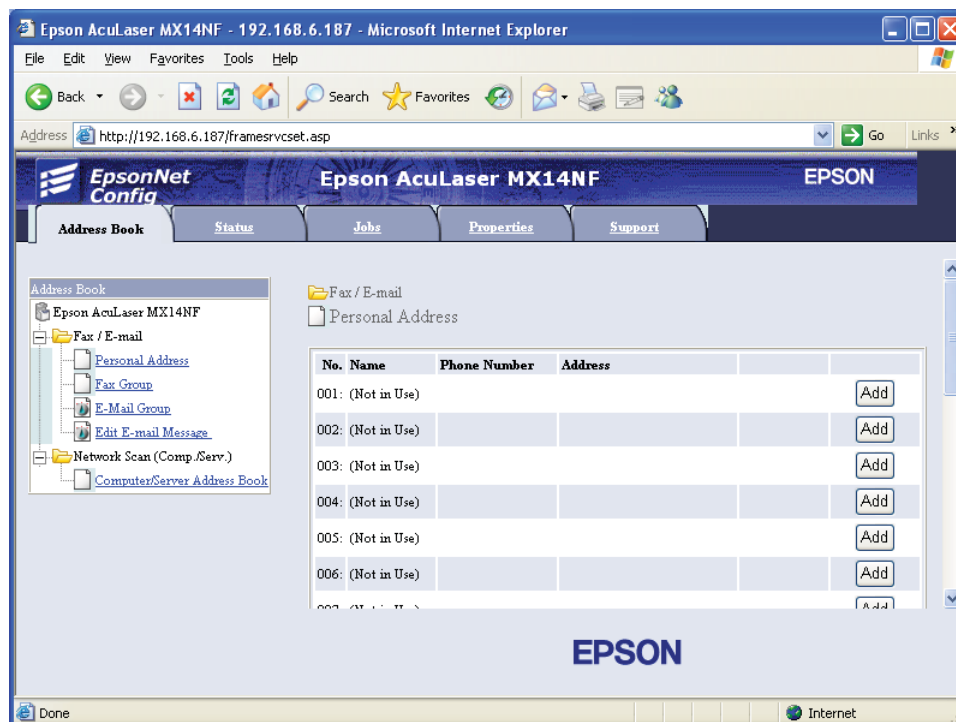 Epson AcuLaser MX14NF - 192.168.6.187 - Microsoft Internet Explorer
File Edit View Favorites Tools Help
Back Search Favorites
Address http://192.168.6.187/framesrvcset.asp Go Links
EpsonNet Config
Epson AcuLaser MX14NF
EPSON
Address Book Status Jobs Properties Support
Address Book
Epson AcuLaser MX14NF
Fax / E-mail
Personal Address
Fax Group
E-Mail Group
Edit E-mail Message
Network Scan (Comp./Serv.)
Computer/Server Address Book
Fax / E-mail
Personal Address
No. Name Phone Number Address
001: (Not in Use) Add
002: (Not in Use) Add
003: (Not in Use) Add
004: (Not in Use) Add
005: (Not in Use) Add
006: (Not in Use) Add
EPSON
Done Internet